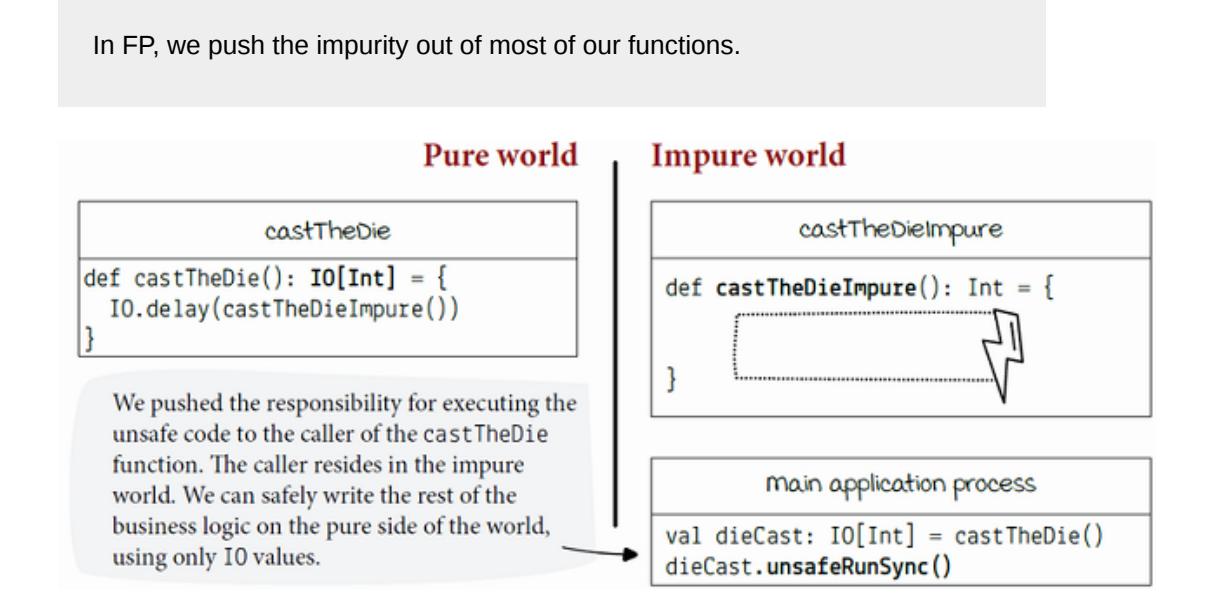 In FP, we push the impurity out of most of our functions.
Pure world
Impure world
castTheDie
def castTheDie(): IO[Int] = {
  IO.delay(castTheDieImpure())
}
We pushed the responsibility for executing the
unsafe code to the caller of the castTheDie
function. The caller resides in the impure
world. We can safely write the rest of the
business logic on the pure side of the world,
using only IO values.
castTheDieImpure
def castTheDieImpure(): Int = {
}
main application process
val dieCast: IO[Int] = castTheDie()
dieCast.unsafeRunSync()